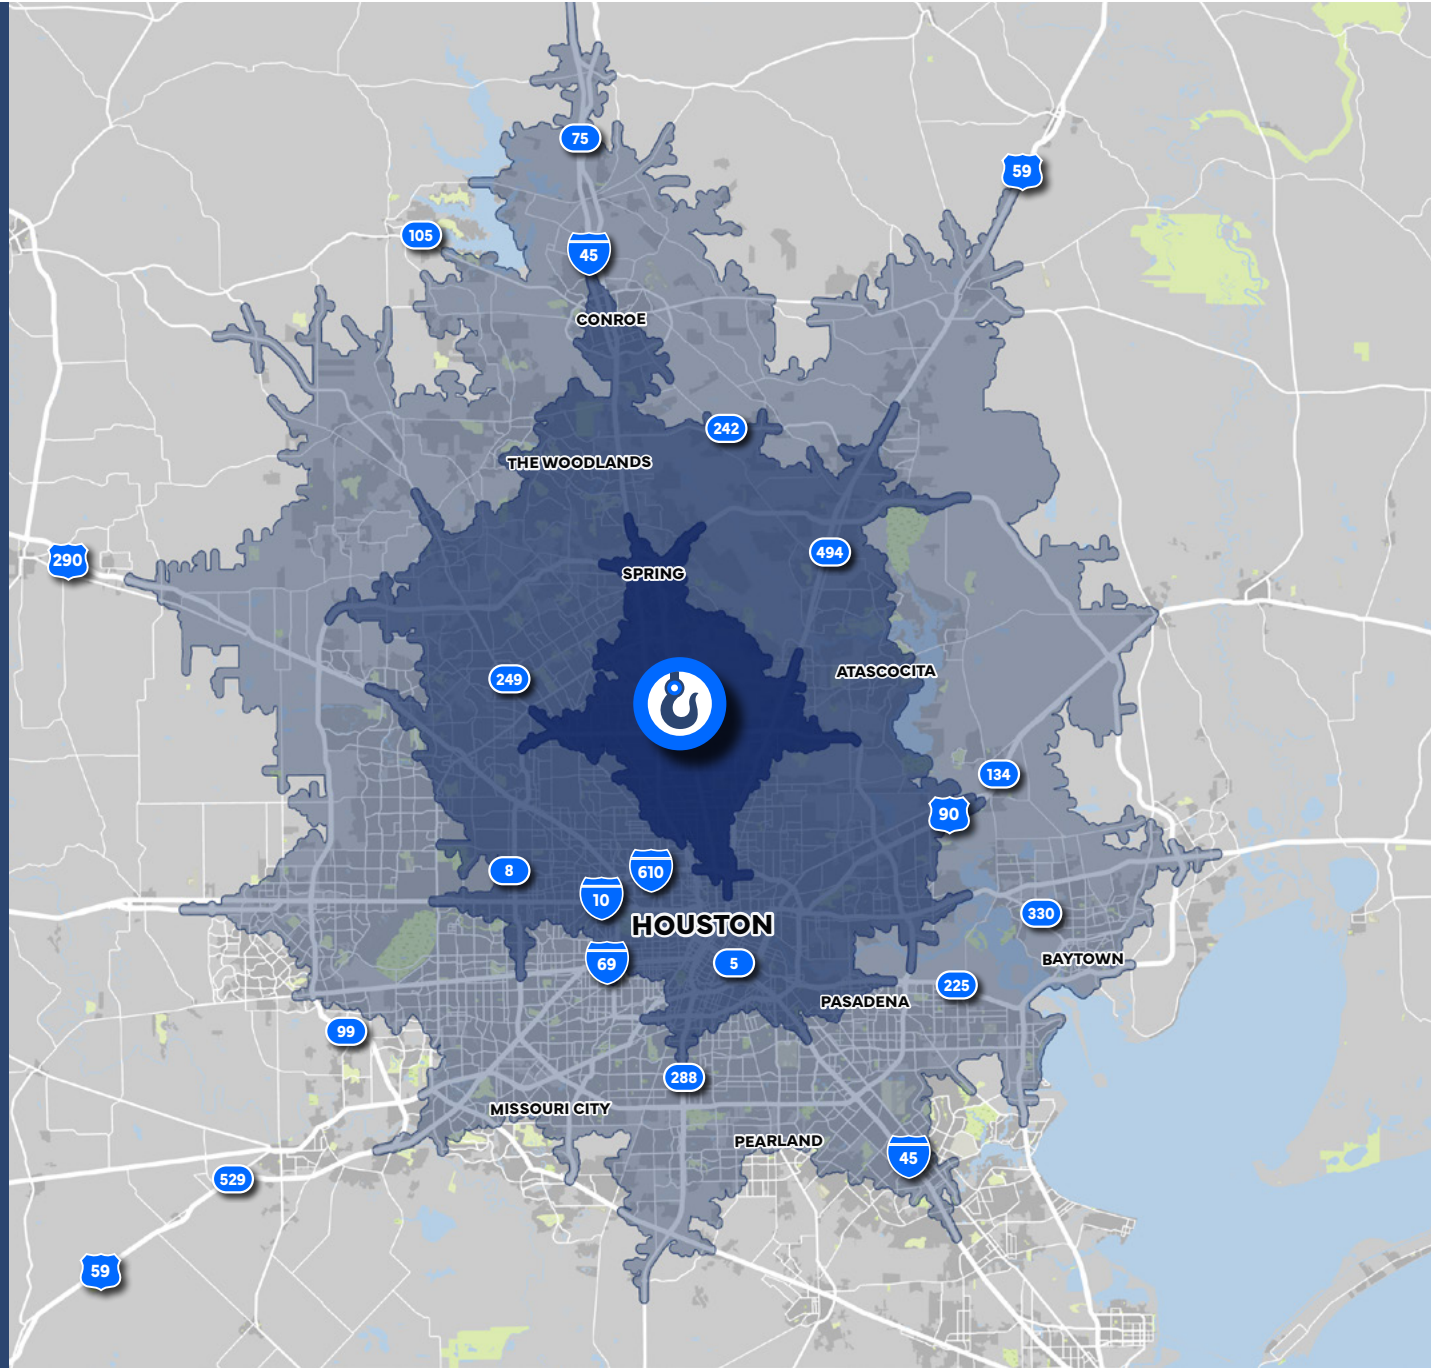 75
59
105
45
CONROE
242
THE WOODLANDS
494
290
SPRING
ATASCOCITA
249
134
90
8
610
10
330
HOUSTON
69
5
BAYTOWN
225
PASADENA
99
288
MISSOURI CITY
PEARLAND
45
529
59